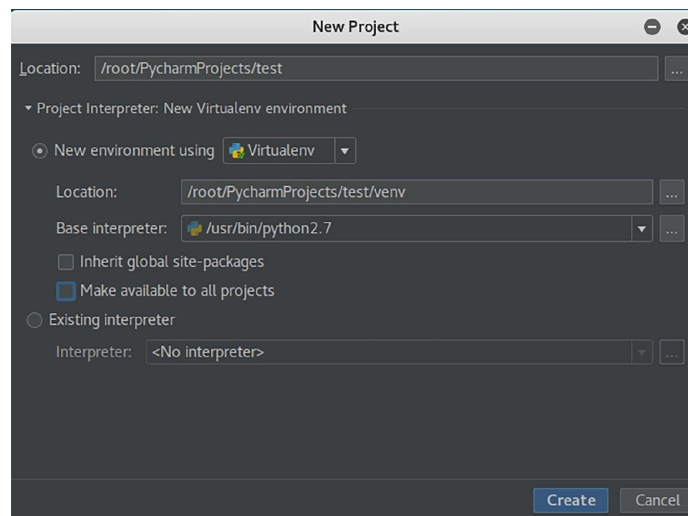 New Project
Location: /root/PycharmProjects/test ...
Project Interpreter: New Virtualenv environment
New environment using Virtualenv
Location: /root/PycharmProjects/test/venv ...
Base interpreter: /usr/bin/python2.7 ...
Inherit global site-packages
Make available to all projects
Existing interpreter
Interpreter: <No interpreter> ...
Create Cancel